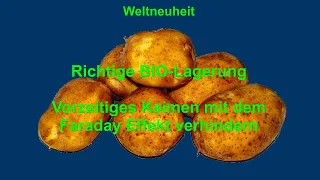 Weltneuheit
Richtige BIO-Lagerung
Vorzeitiges Keimen mit dem
Faraday Effekt verhindern